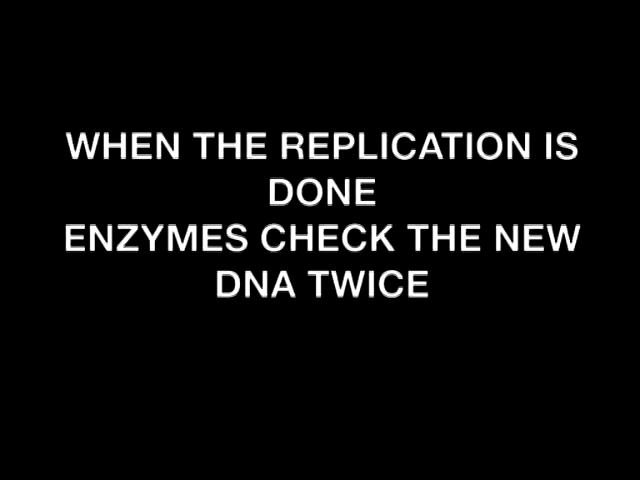 WHEN THE REPLICATION IS
DONE
ENZYMES CHECK THE NEW
DNA TWICE